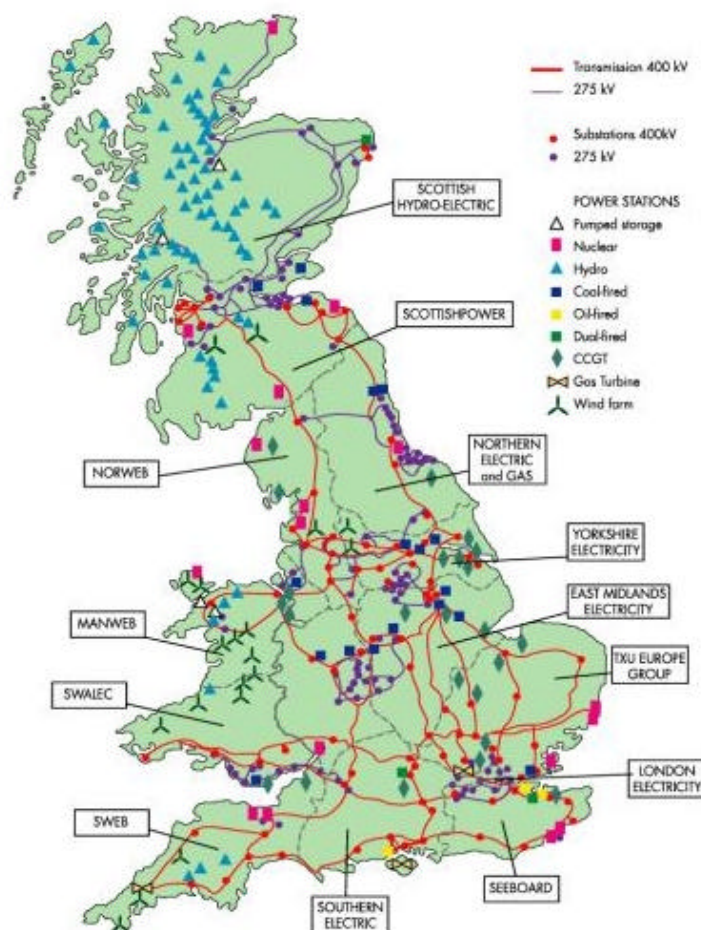 Transmission 400 kV
275 kV
Substations 400kV
275 kV
POWER STATIONS
Pumped storage
Nuclear
Hydro
Coal-fired
Oil-fired
Dual-fired
CCGT
Gas Turbine
Wind farm
SCOTTISH
HYDRO-ELECTRIC
SCOTTISHPOWER
NORWEB
NORTHERN
ELECTRIC
and GAS
YORKSHIRE
ELECTRICITY
EAST MIDLANDS
ELECTRICITY
MANWEB
TXU EUROPE
GROUP
SWALEC
LONDON
ELECTRICITY
SWEB
SEEBOARD
SOUTHERN
ELECTRIC